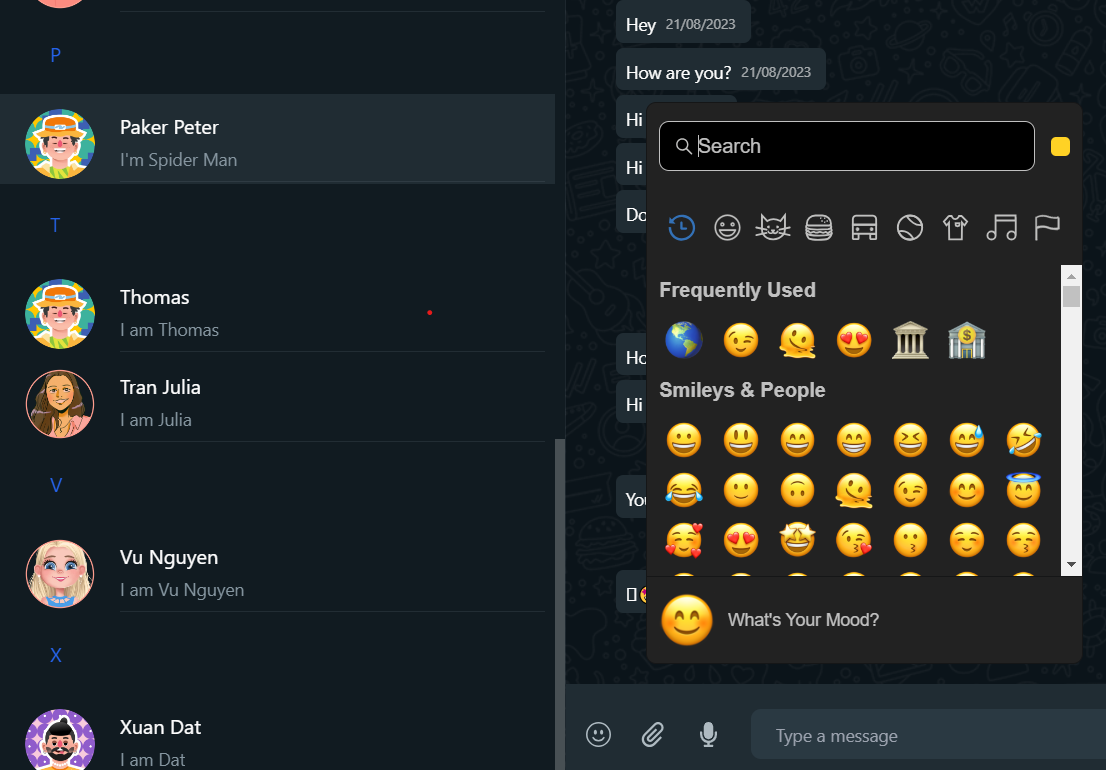 P
Paker Peter
I'm Spider Man
T
Thomas
I am Thomas
Tran Julia
I am Julia
V
Vu Nguyen
I am Vu Nguyen
X
Xuan Dat
I am Dat
Hey 21/08/2023
How are you? 21/08/2023
Hi
Hi
Do
Ho
Hi
You
Search
Frequently Used
Smileys & People
What's Your Mood?
Type a message